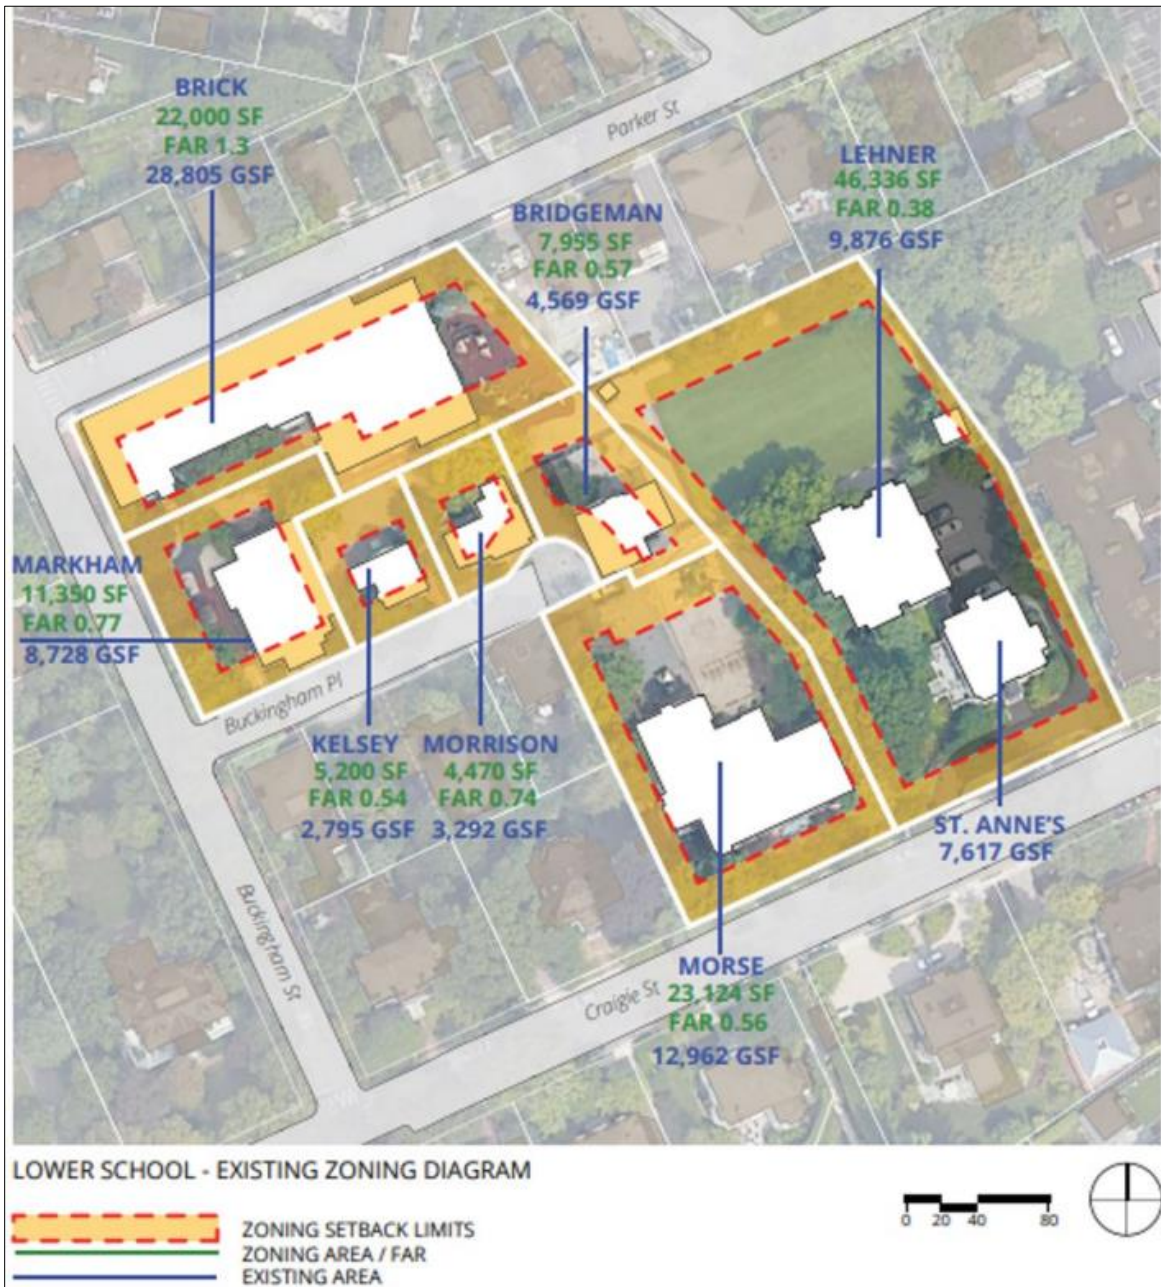 BRICK
22,000 SF
FAR 1.3
28,805 GSF
Parker St
LEHNER
46,336 SF
FAR 0.38
9,876 GSF
BRIDGEMAN
7,955 SF
FAR 0.57
4,569 GSF
MARKHAM
11,350 SF
FAR 0.77
8,728 GSF
Buckingham Pl
KELSEY
5,200 SF
FAR 0.54
2,795 GSF
MORRISON
4,470 SF
FAR 0.74
3,292 GSF
ST. ANNE'S
7,617 GSF
Buckingham St
MORSE
23,124 SF
FAR 0.56
12,962 GSF
Craigie St
LOWER SCHOOL - EXISTING ZONING DIAGRAM
ZONING SETBACK LIMITS
ZONING AREA / FAR
EXISTING AREA
0 20 40 80